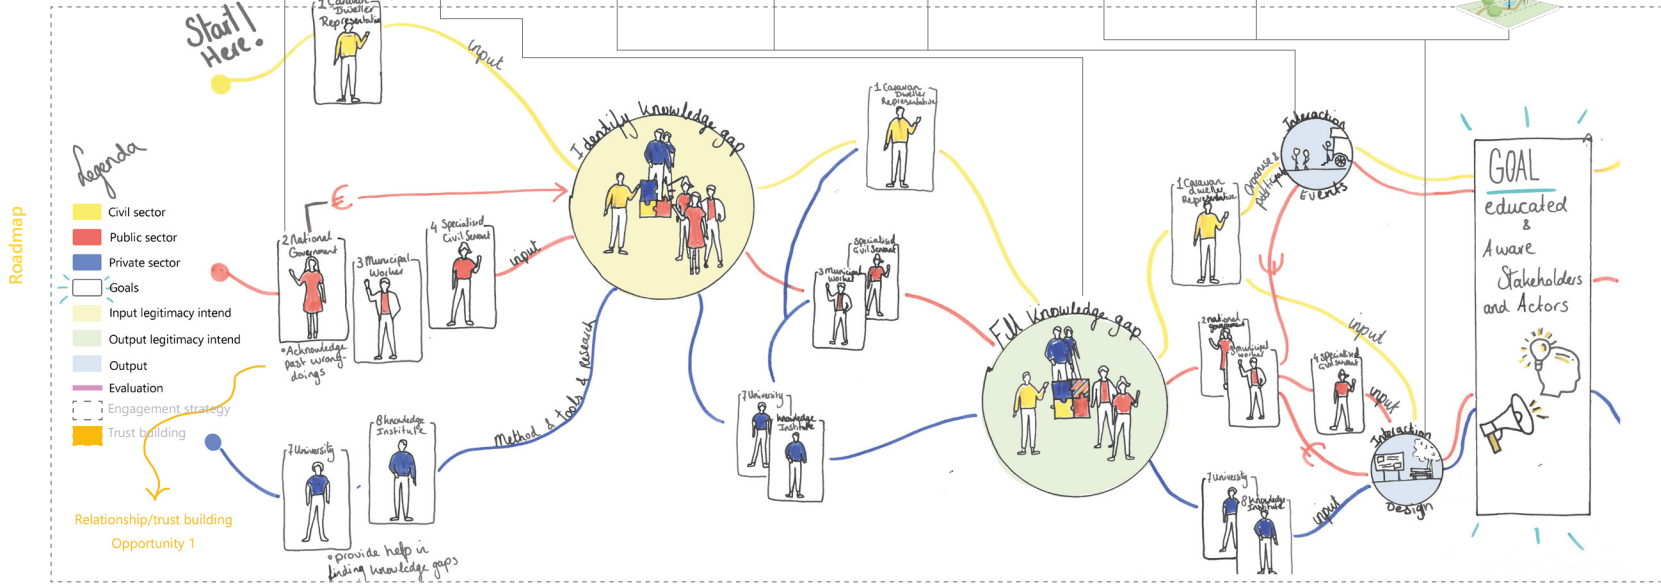 Roadmap
Start!
Here!
1 Caravan
Dweller
Representative
input
Legenda
Civil sector
Public sector
Private sector
Goals
Input legitimacy intend
Output legitimacy intend
Output
Evaluation
Engagement strategy
Trust building
€
2 National
Government
3 Municipal
Worker
4 Specialised
Civil Servant
input
•Acknowledge
past wrong-
doings
7 University
8 knowledge
Institute
Method & tools & Research
•provide help in
finding knowledge gaps
Relationship/trust building
Opportunity 1
Identify knowledge gap
1 Caravan
Dweller
Representative
Specialised
Civil Servant
3 municipal
worker
7 University
knowledge
Institute
Fill knowledge gap
1 Caravan
dweller
Representative
Organise &
participate
Interaction
Events
2 national
government
municipal
worker
4 Specialised
Civil Servant
input
input
7 University
8 knowledge
Institute
input
Interaction
Design
GOAL
educated
&
Aware
Stakeholders
and Actors